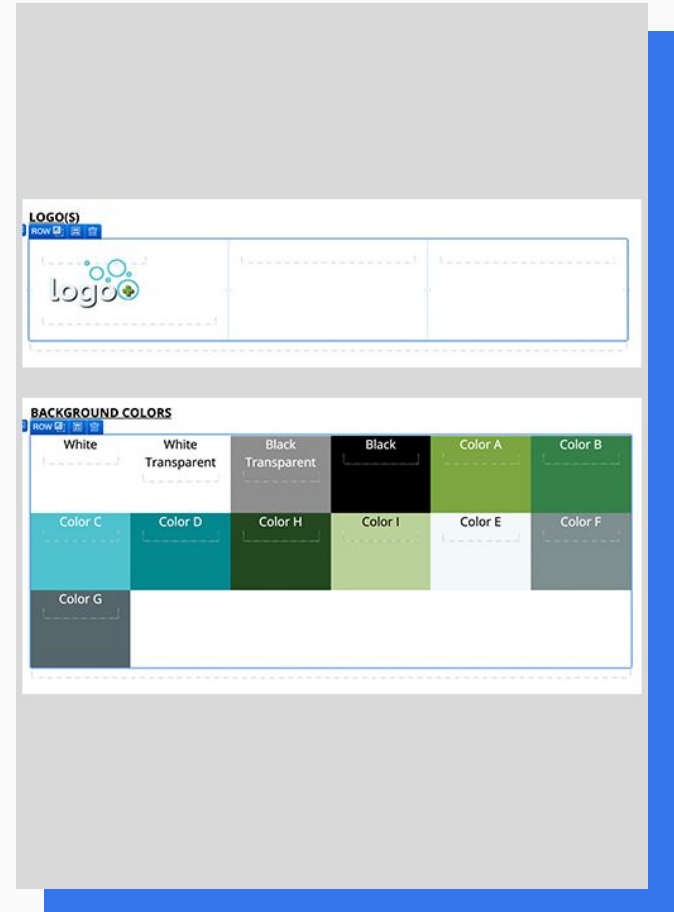 LOGO(S)
ROW
logo
BACKGROUND COLORS
ROW
White
White
Transparent
Black
Transparent
Black
Color A
Color B
Color C
Color D
Color H
Color I
Color E
Color F
Color G